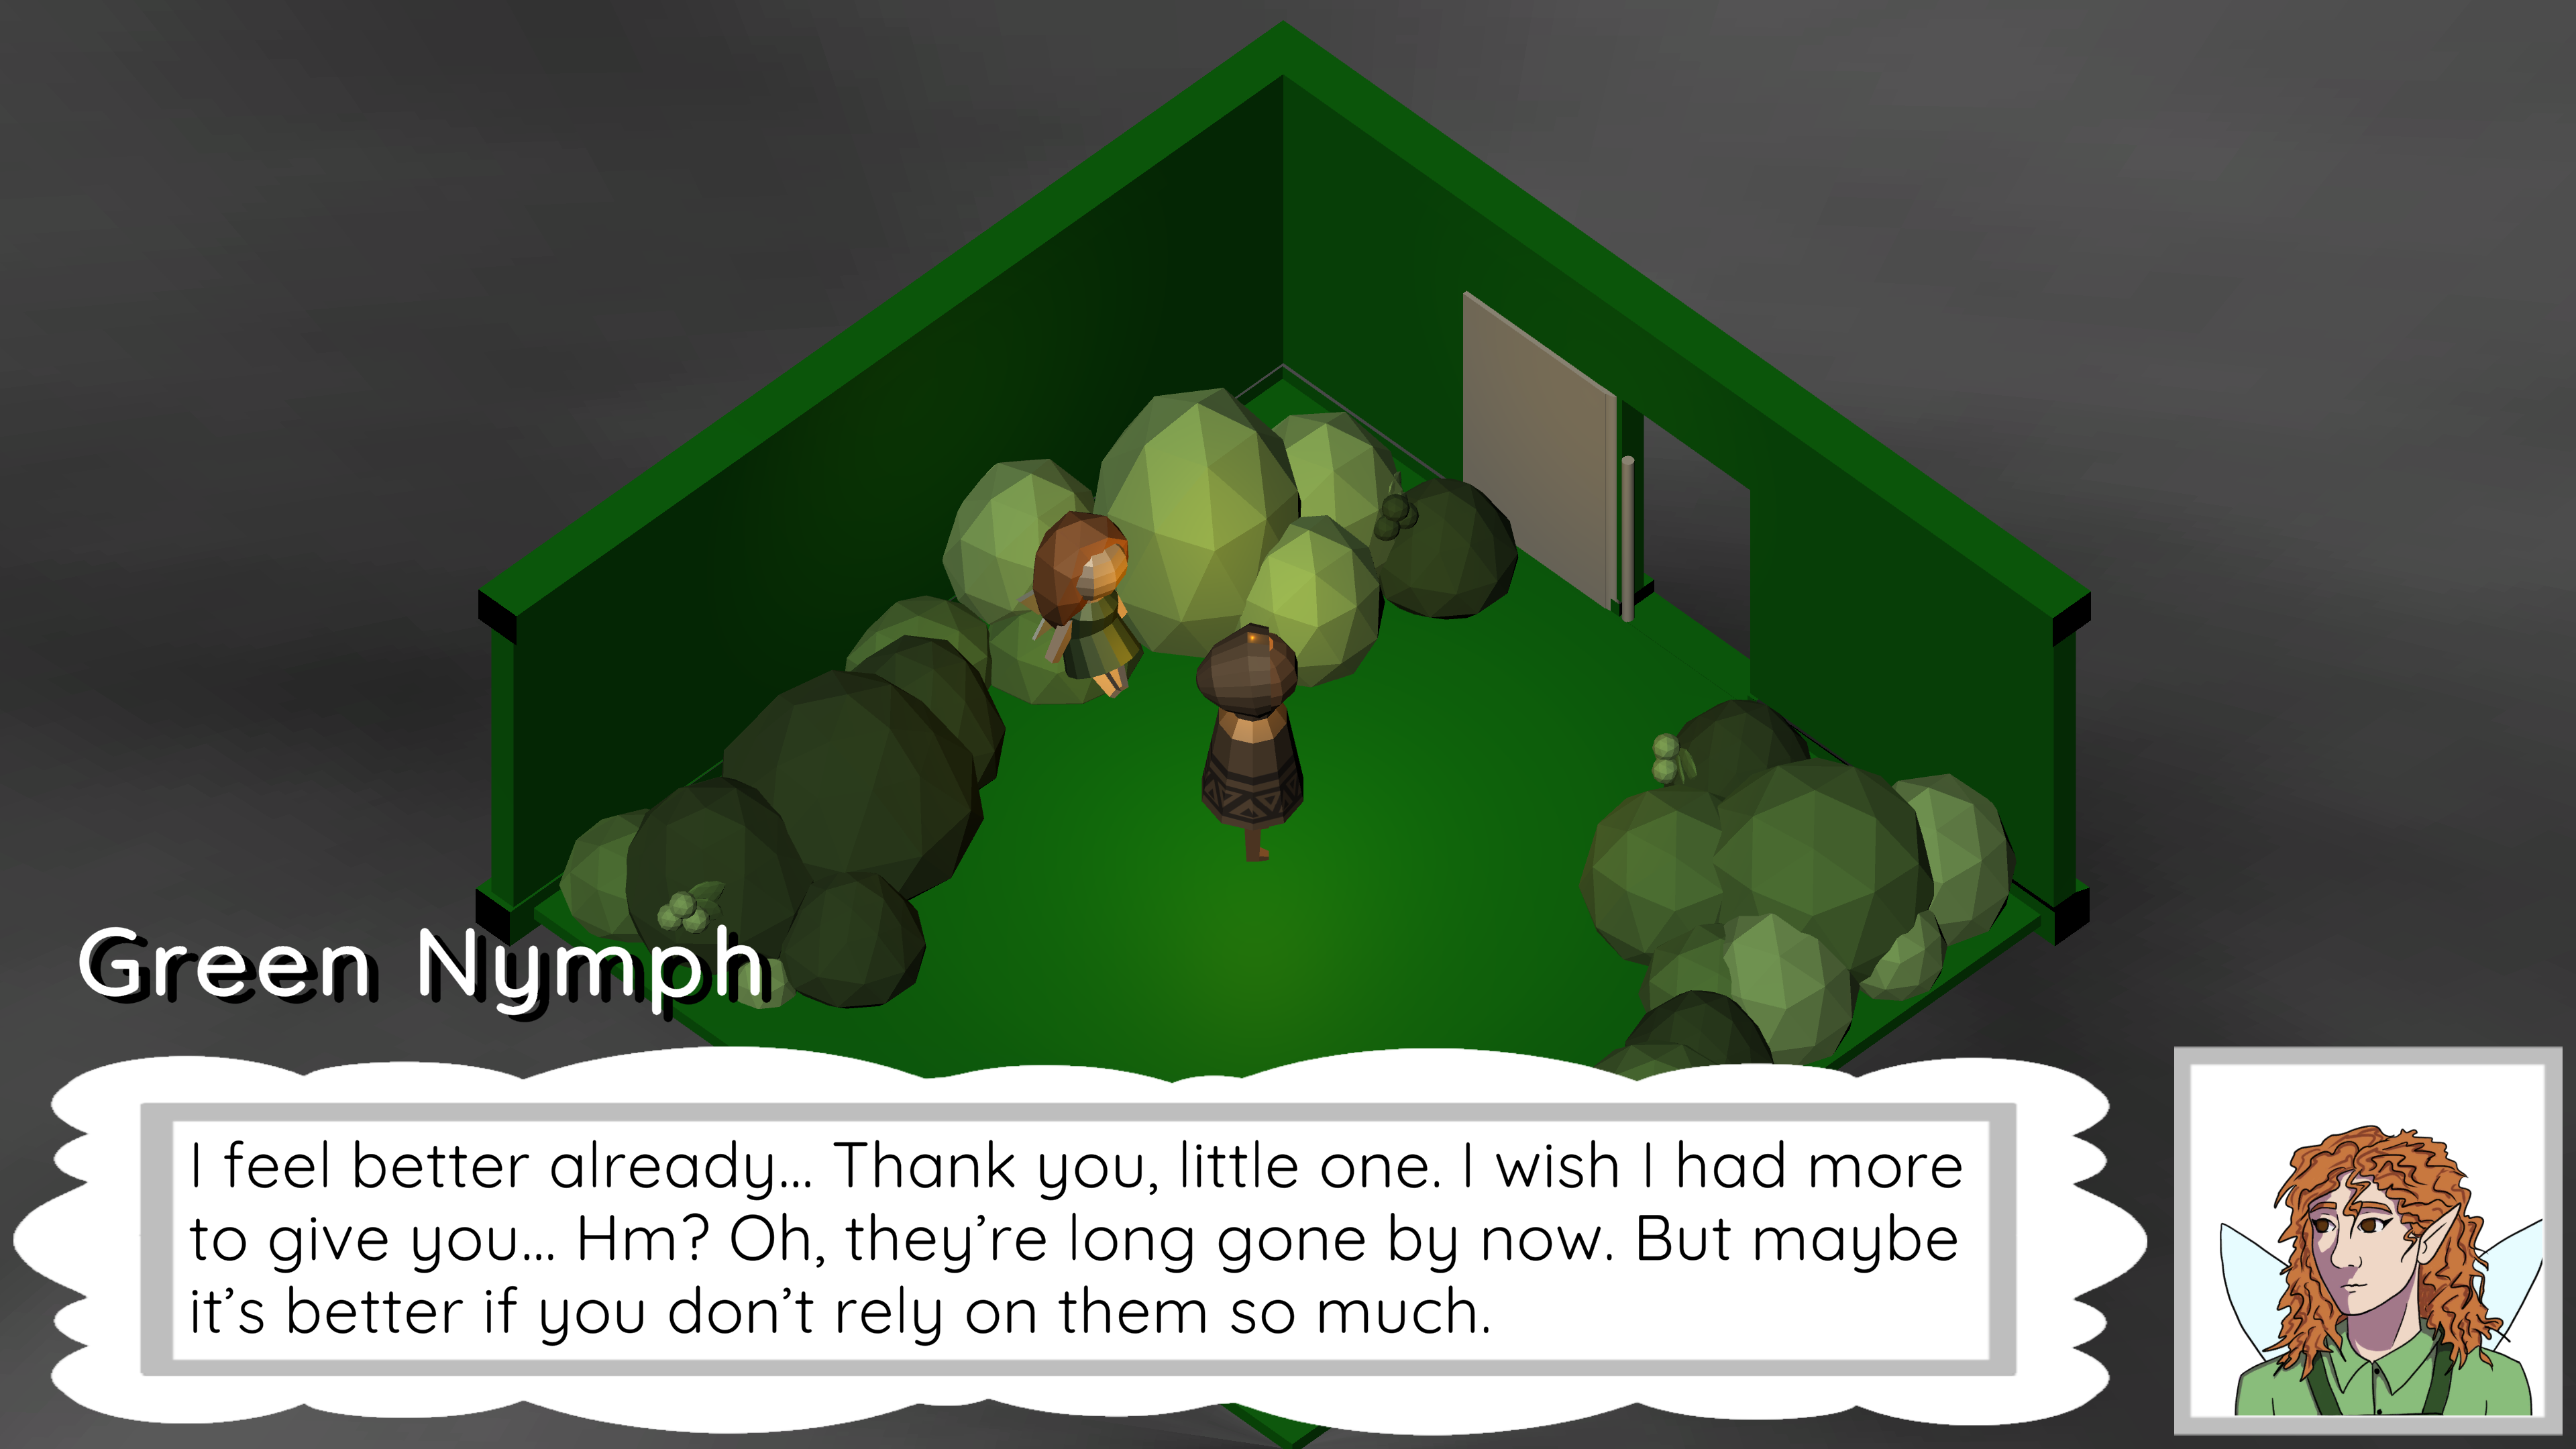 Green Nymph
I feel better already... Thank you, little one. I wish I had more
to give you... Hm? Oh, they’re long gone by now. But maybe
it’s better if you don’t rely on them so much.